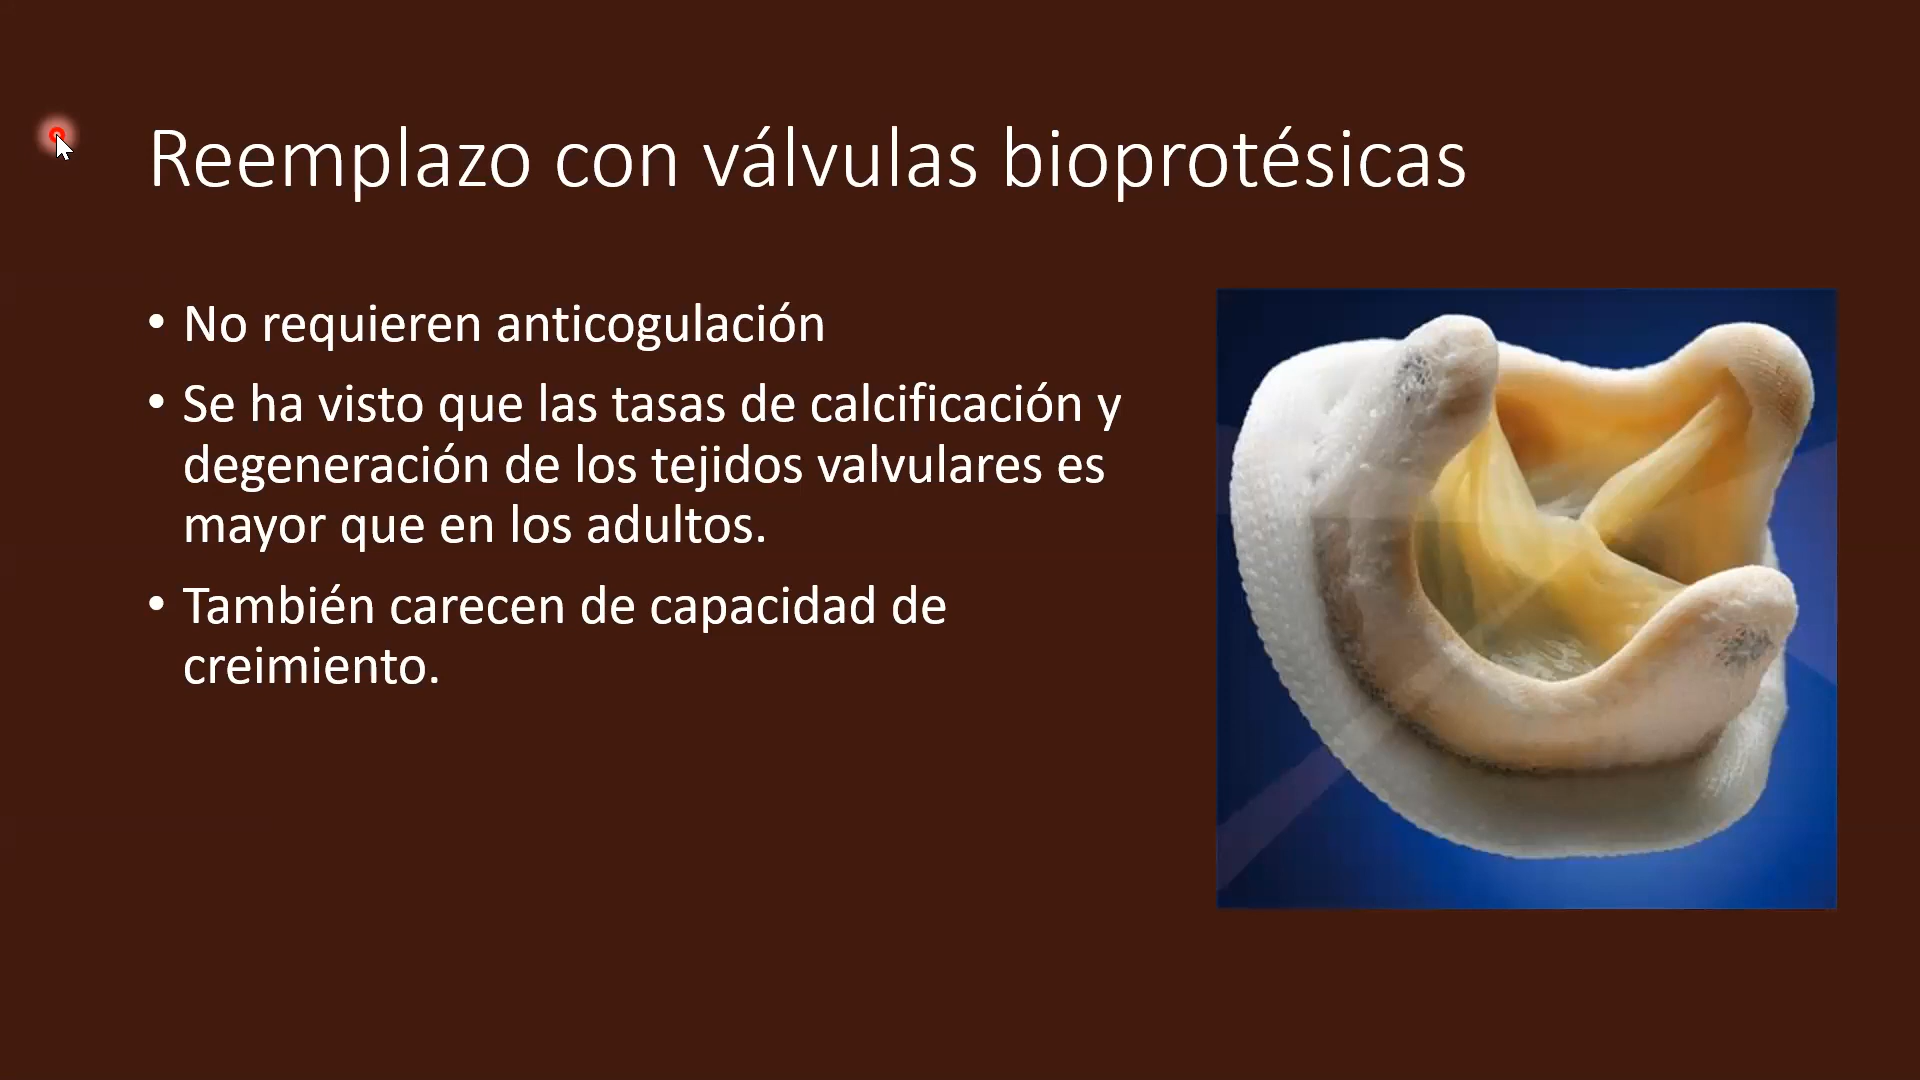 Reemplazo con válvulas bioprotésicas
• No requieren anticogulación
• Se ha visto que las tasas de calcificación y
degeneración de los tejidos valvulares es
mayor que en los adultos.
• También carecen de capacidad de
creimiento.